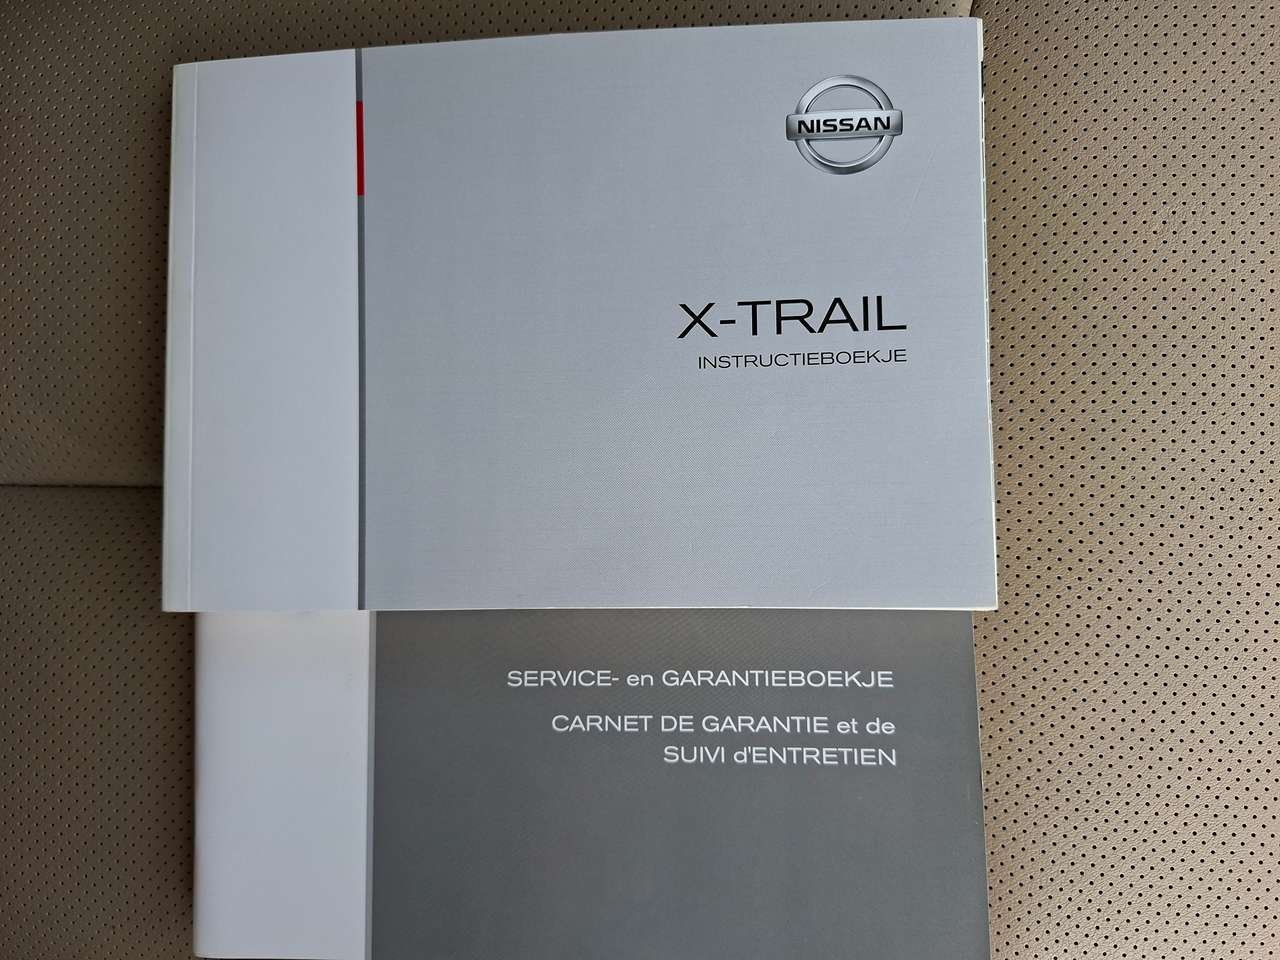 NISSAN
X-TRAIL
INSTRUCTIEBOEKJE
SERVICE- en GARANTIEBOEKJE
CARNET DE GARANTIE et de
SUIVI d'ENTRETIEN